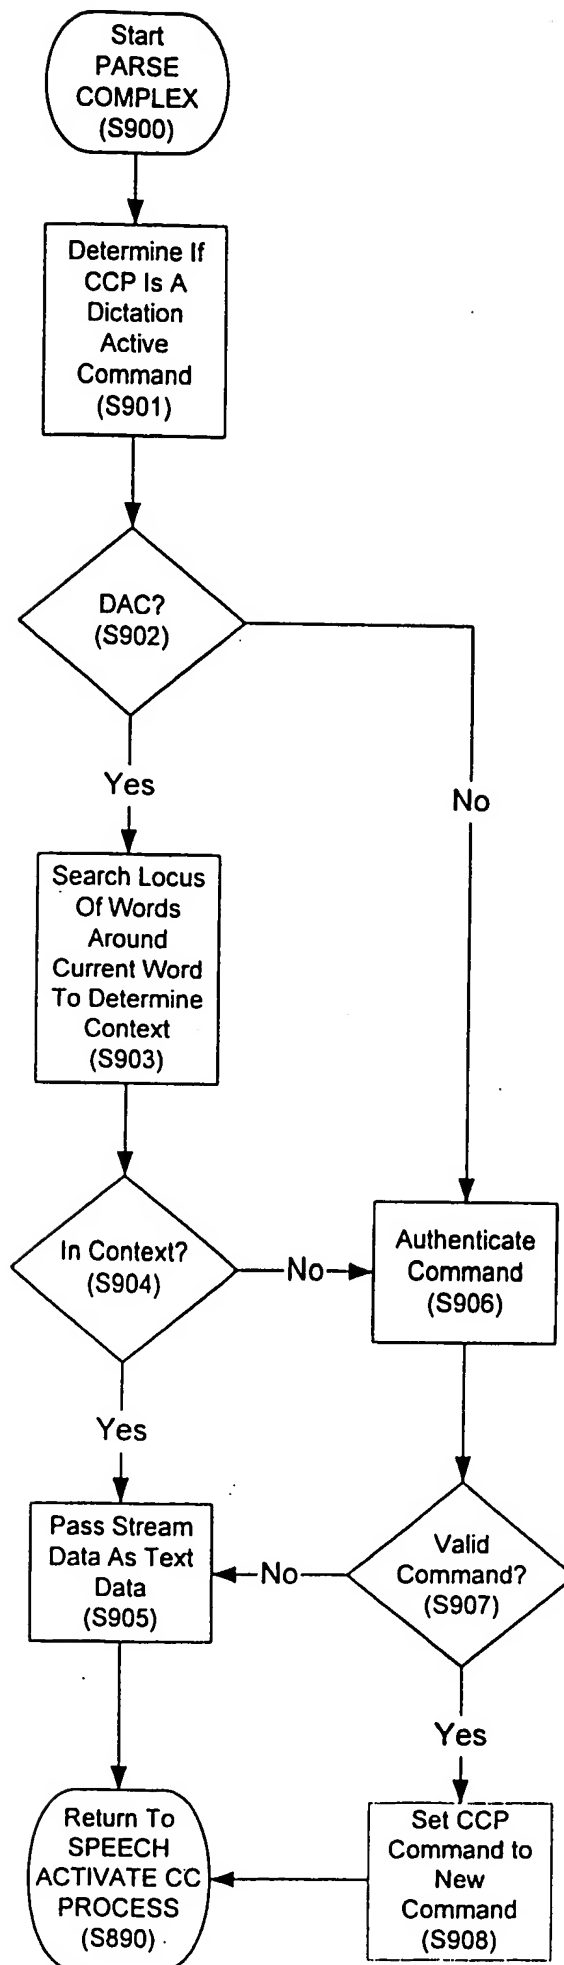 Start
PARSE
COMPLEX
(S900)
Determine If
CCP Is A
Dictation
Active
Command
(S901)
DAC?
(S902)
Yes
No
Search Locus
Of Words
Around
Current Word
To Determine
Context
(S903)
In Context?
(S904)
No
Authenticate
Command
(S906)
Yes
Pass Stream
Data As Text
Data
(S905)
No
Valid
Command?
(S907)
Yes
Return To
SPEECH
ACTIVATE CC
PROCESS
(S890)
Set CCP
Command to
New
Command
(S908)